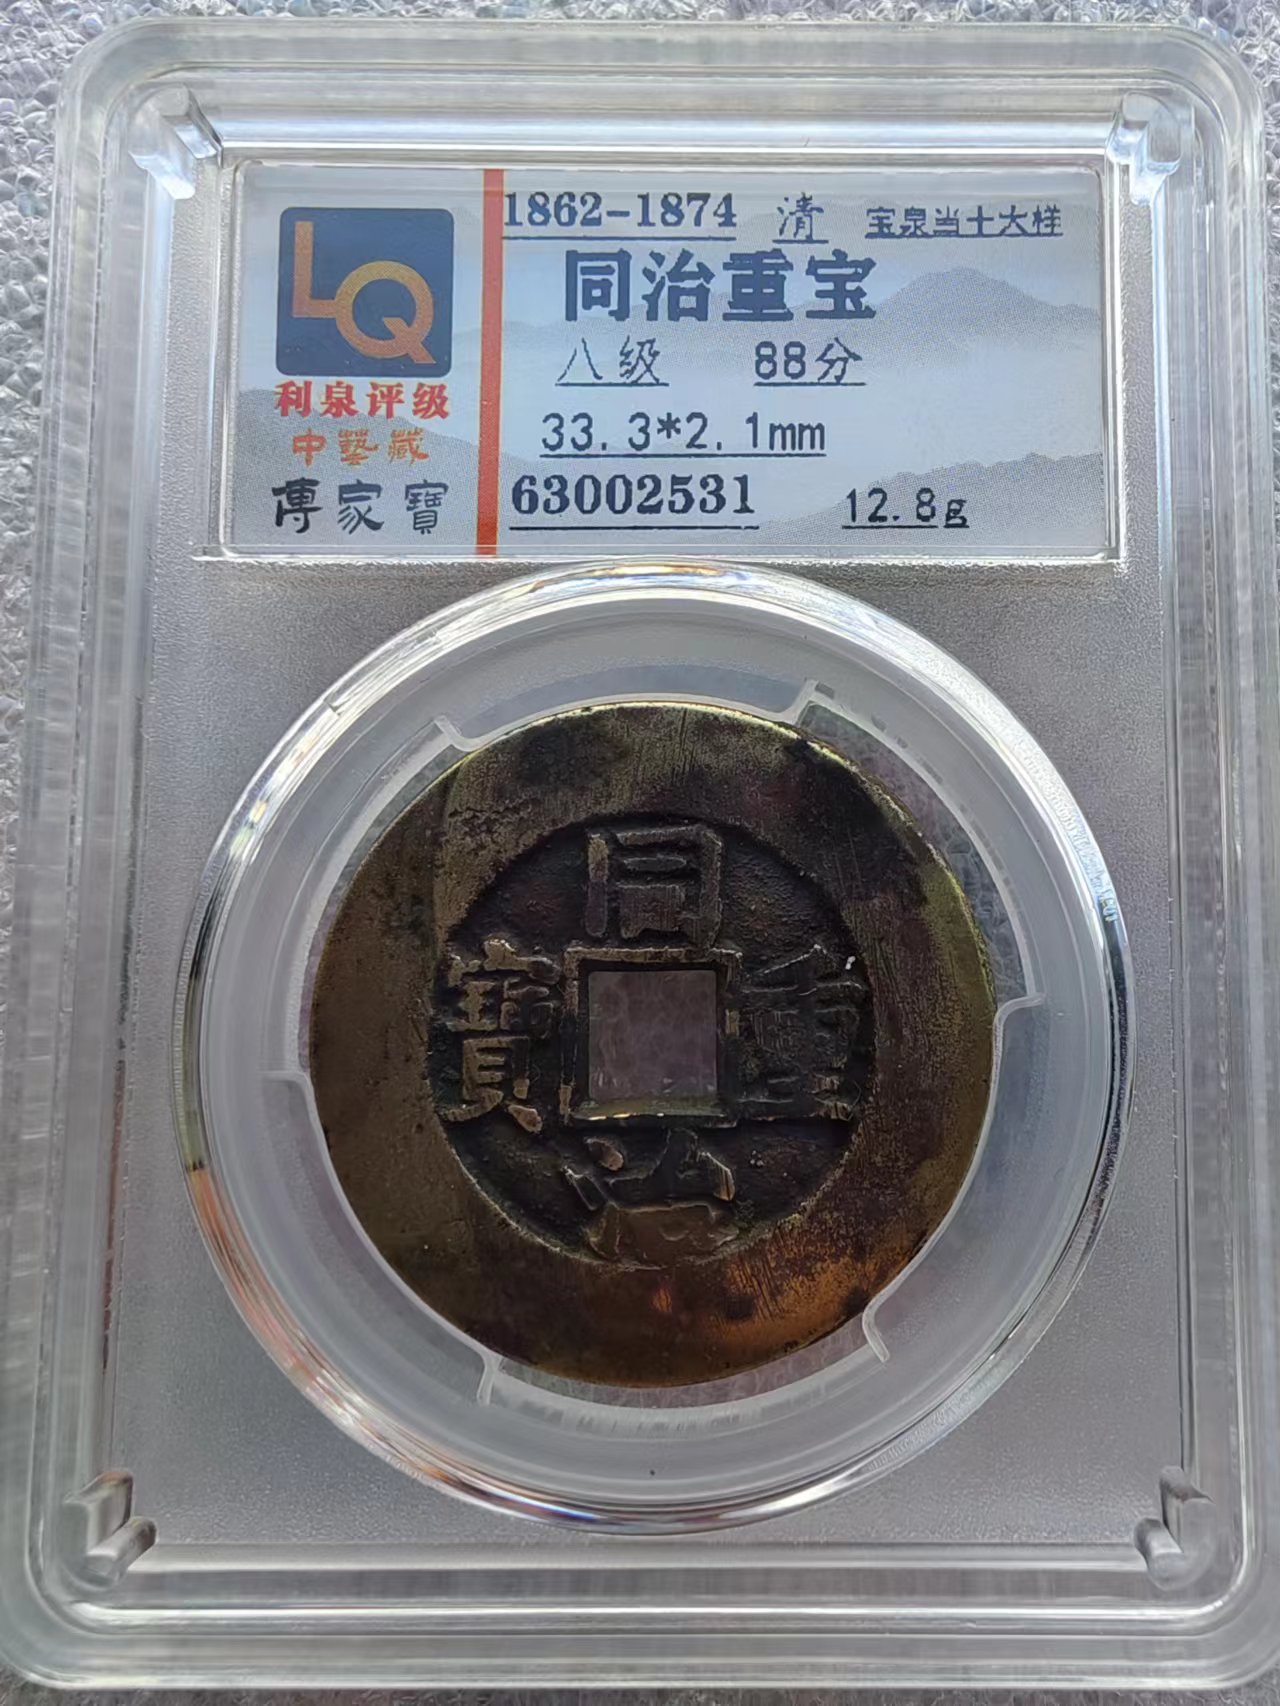 LQ
利泉评级
中藝藏
傳家寶
1862-1874 清 宝泉当十大样
同治重宝
八级 88分
33.3*2.1mm
63002531 12.8g
同
寶 重
治